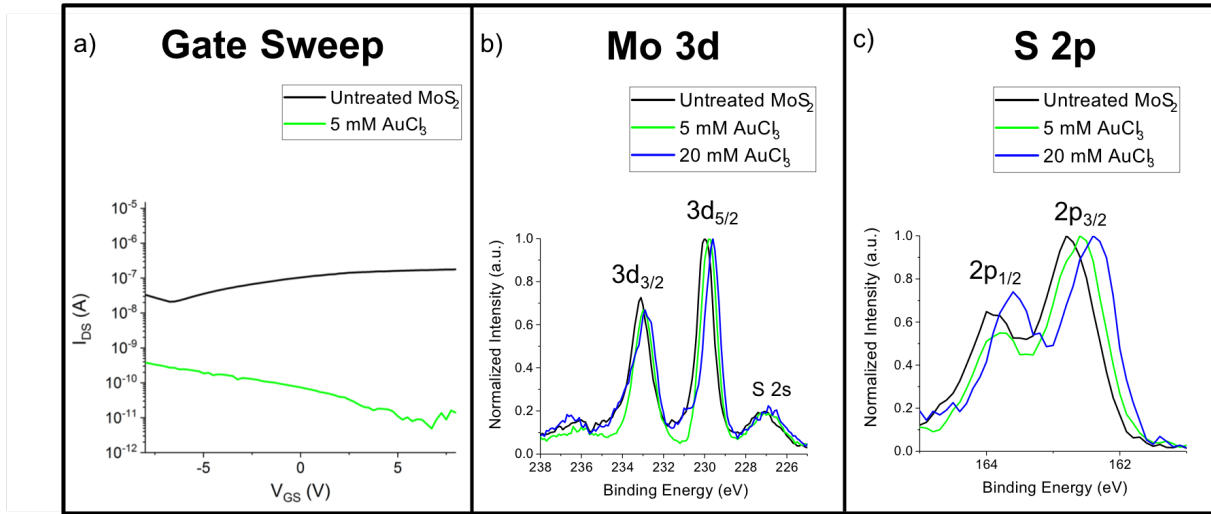 a) Gate Sweep
Untreated MoS2
5 mM AuCl3
10^-5
10^-6
10^-7
10^-8
10^-9
10^-10
10^-11
10^-12
-5
0
5
I_DS (A)
V_GS (V)
b) Mo 3d
Untreated MoS2
5 mM AuCl3
20 mM AuCl3
3d5/2
3d3/2
S 2s
1.0
0.8
0.6
0.4
0.2
0.0
238 236 234 232 230 228 226
Normalized Intensity (a.u.)
Binding Energy (eV)
c) S 2p
Untreated MoS2
5 mM AuCl3
20 mM AuCl3
2p3/2
2p1/2
1.0
0.8
0.6
0.4
0.2
0.0
164 162
Normalized Intensity (a.u.)
Binding Energy (eV)